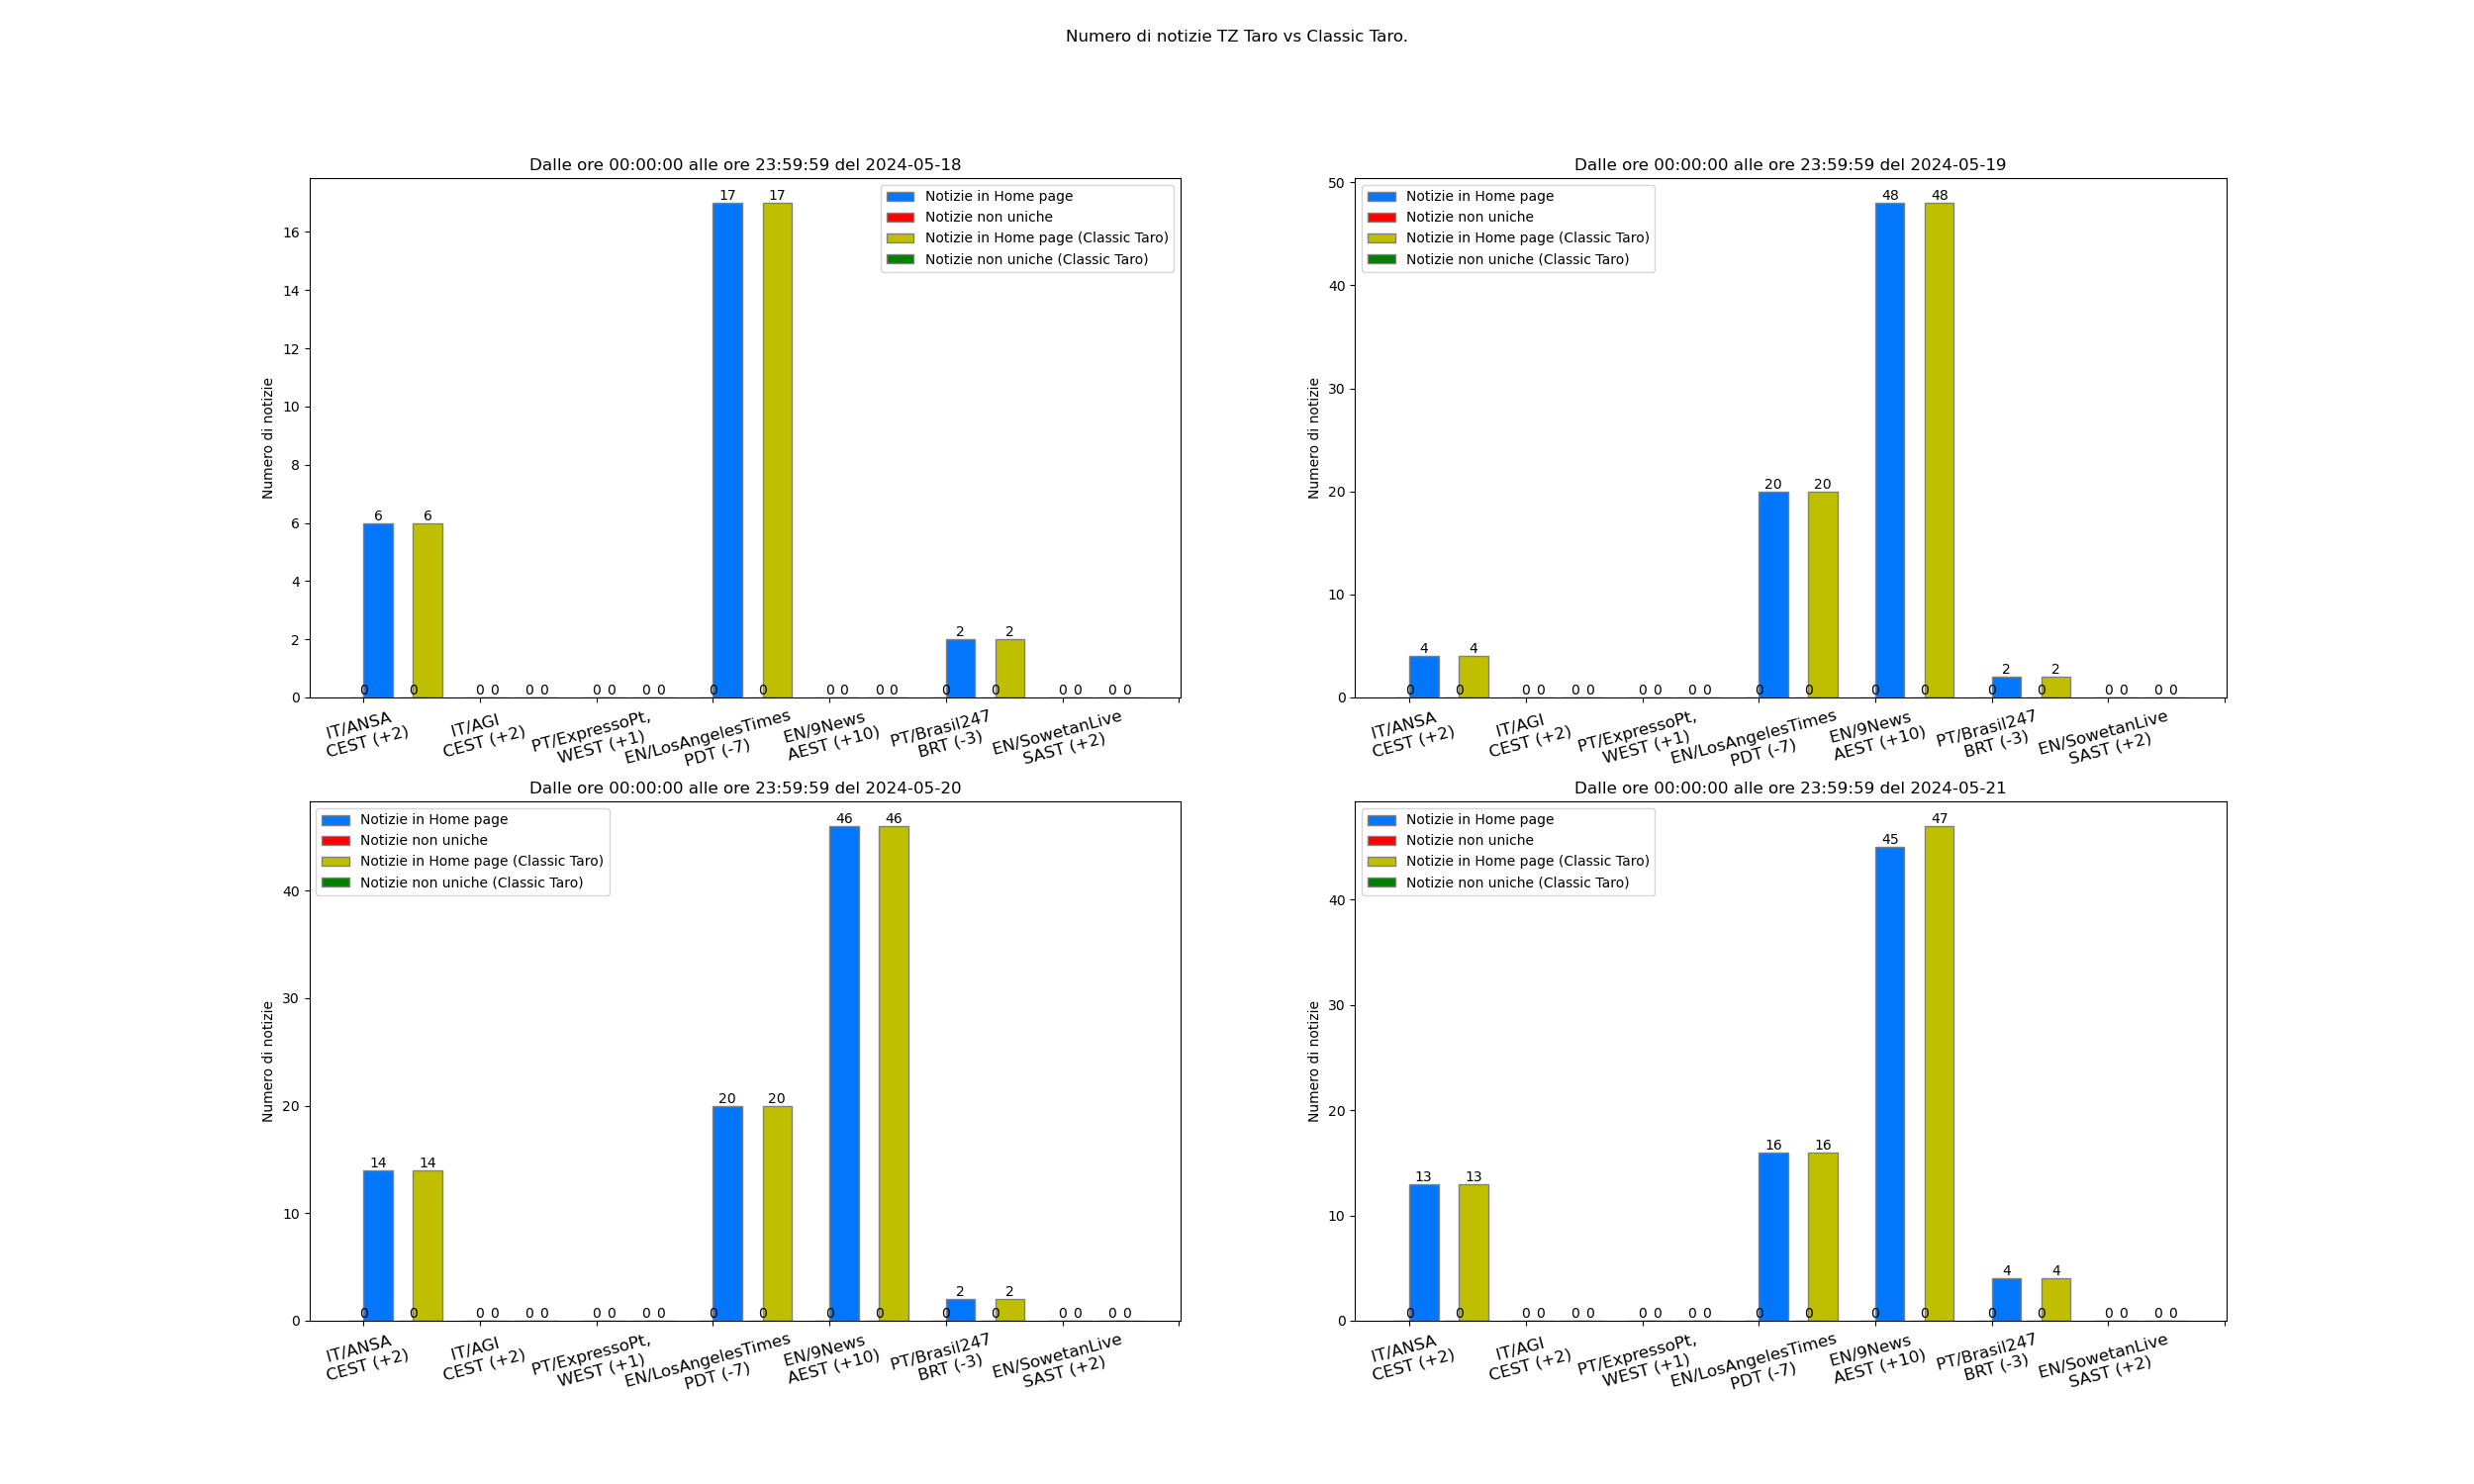 Numero di notizie TZ Taro vs Classic Taro.
Dalle ore 00:00:00 alle ore 23:59:59 del 2024-05-18
Numero di notizie
16
14
12
10
8
6
4
2
0
Notizie in Home page
Notizie non uniche
Notizie in Home page (Classic Taro)
Notizie non uniche (Classic Taro)
17 17
6 6
2 2
0 0 0 0 0 0 0 0 0 0 0 0 0 0 0 0 0 0 0 0 0 0
IT/ANSA
CEST (+2)
IT/AGI
CEST (+2)
PT/ExpressoPt,
WEST (+1)
EN/LosAngelesTimes
PDT (-7)
EN/9News
AEST (+10)
PT/Brasil247
BRT (-3)
EN/SowetanLive
SAST (+2)
Dalle ore 00:00:00 alle ore 23:59:59 del 2024-05-19
Numero di notizie
50
40
30
20
10
0
Notizie in Home page
Notizie non uniche
Notizie in Home page (Classic Taro)
Notizie non uniche (Classic Taro)
48 48
20 20
4 4
2 2
0 0 0 0 0 0 0 0 0 0 0 0 0 0 0 0 0 0 0 0
IT/ANSA
CEST (+2)
IT/AGI
CEST (+2)
PT/ExpressoPt,
WEST (+1)
EN/LosAngelesTimes
PDT (-7)
EN/9News
AEST (+10)
PT/Brasil247
BRT (-3)
EN/SowetanLive
SAST (+2)
Dalle ore 00:00:00 alle ore 23:59:59 del 2024-05-20
Numero di notizie
40
30
20
10
0
Notizie in Home page
Notizie non uniche
Notizie in Home page (Classic Taro)
Notizie non uniche (Classic Taro)
46 46
20 20
14 14
2 2
0 0 0 0 0 0 0 0 0 0 0 0 0 0 0 0 0 0 0 0
IT/ANSA
CEST (+2)
IT/AGI
CEST (+2)
PT/ExpressoPt,
WEST (+1)
EN/LosAngelesTimes
PDT (-7)
EN/9News
AEST (+10)
PT/Brasil247
BRT (-3)
EN/SowetanLive
SAST (+2)
Dalle ore 00:00:00 alle ore 23:59:59 del 2024-05-21
Numero di notizie
40
30
20
10
0
Notizie in Home page
Notizie non uniche
Notizie in Home page (Classic Taro)
Notizie non uniche (Classic Taro)
45 47
16 16
13 13
4 4
0 0 0 0 0 0 0 0 0 0 0 0 0 0 0 0 0 0 0 0
IT/ANSA
CEST (+2)
IT/AGI
CEST (+2)
PT/ExpressoPt,
WEST (+1)
EN/LosAngelesTimes
PDT (-7)
EN/9News
AEST (+10)
PT/Brasil247
BRT (-3)
EN/SowetanLive
SAST (+2)